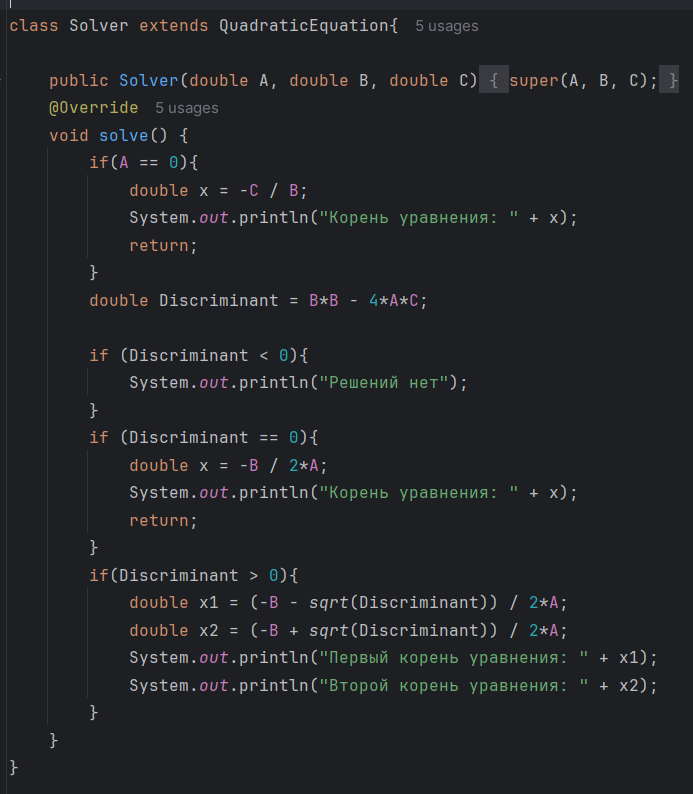 class Solver extends QuadraticEquation{ 5 usages
public Solver(double A, double B, double C) { super(A, B, C); }
@Override 5 usages
void solve() {
if(A == 0){
double x = -C / B;
System.out.println("Корень уравнения: " + x);
return;
}
double Discriminant = B*B - 4*A*C;
if (Discriminant < 0){
System.out.println("Решений нет");
}
if (Discriminant == 0){
double x = -B / 2*A;
System.out.println("Корень уравнения: " + x);
return;
}
if(Discriminant > 0){
double x1 = (-B - sqrt(Discriminant)) / 2*A;
double x2 = (-B + sqrt(Discriminant)) / 2*A;
System.out.println("Первый корень уравнения: " + x1);
System.out.println("Второй корень уравнения: " + x2);
}
}
}